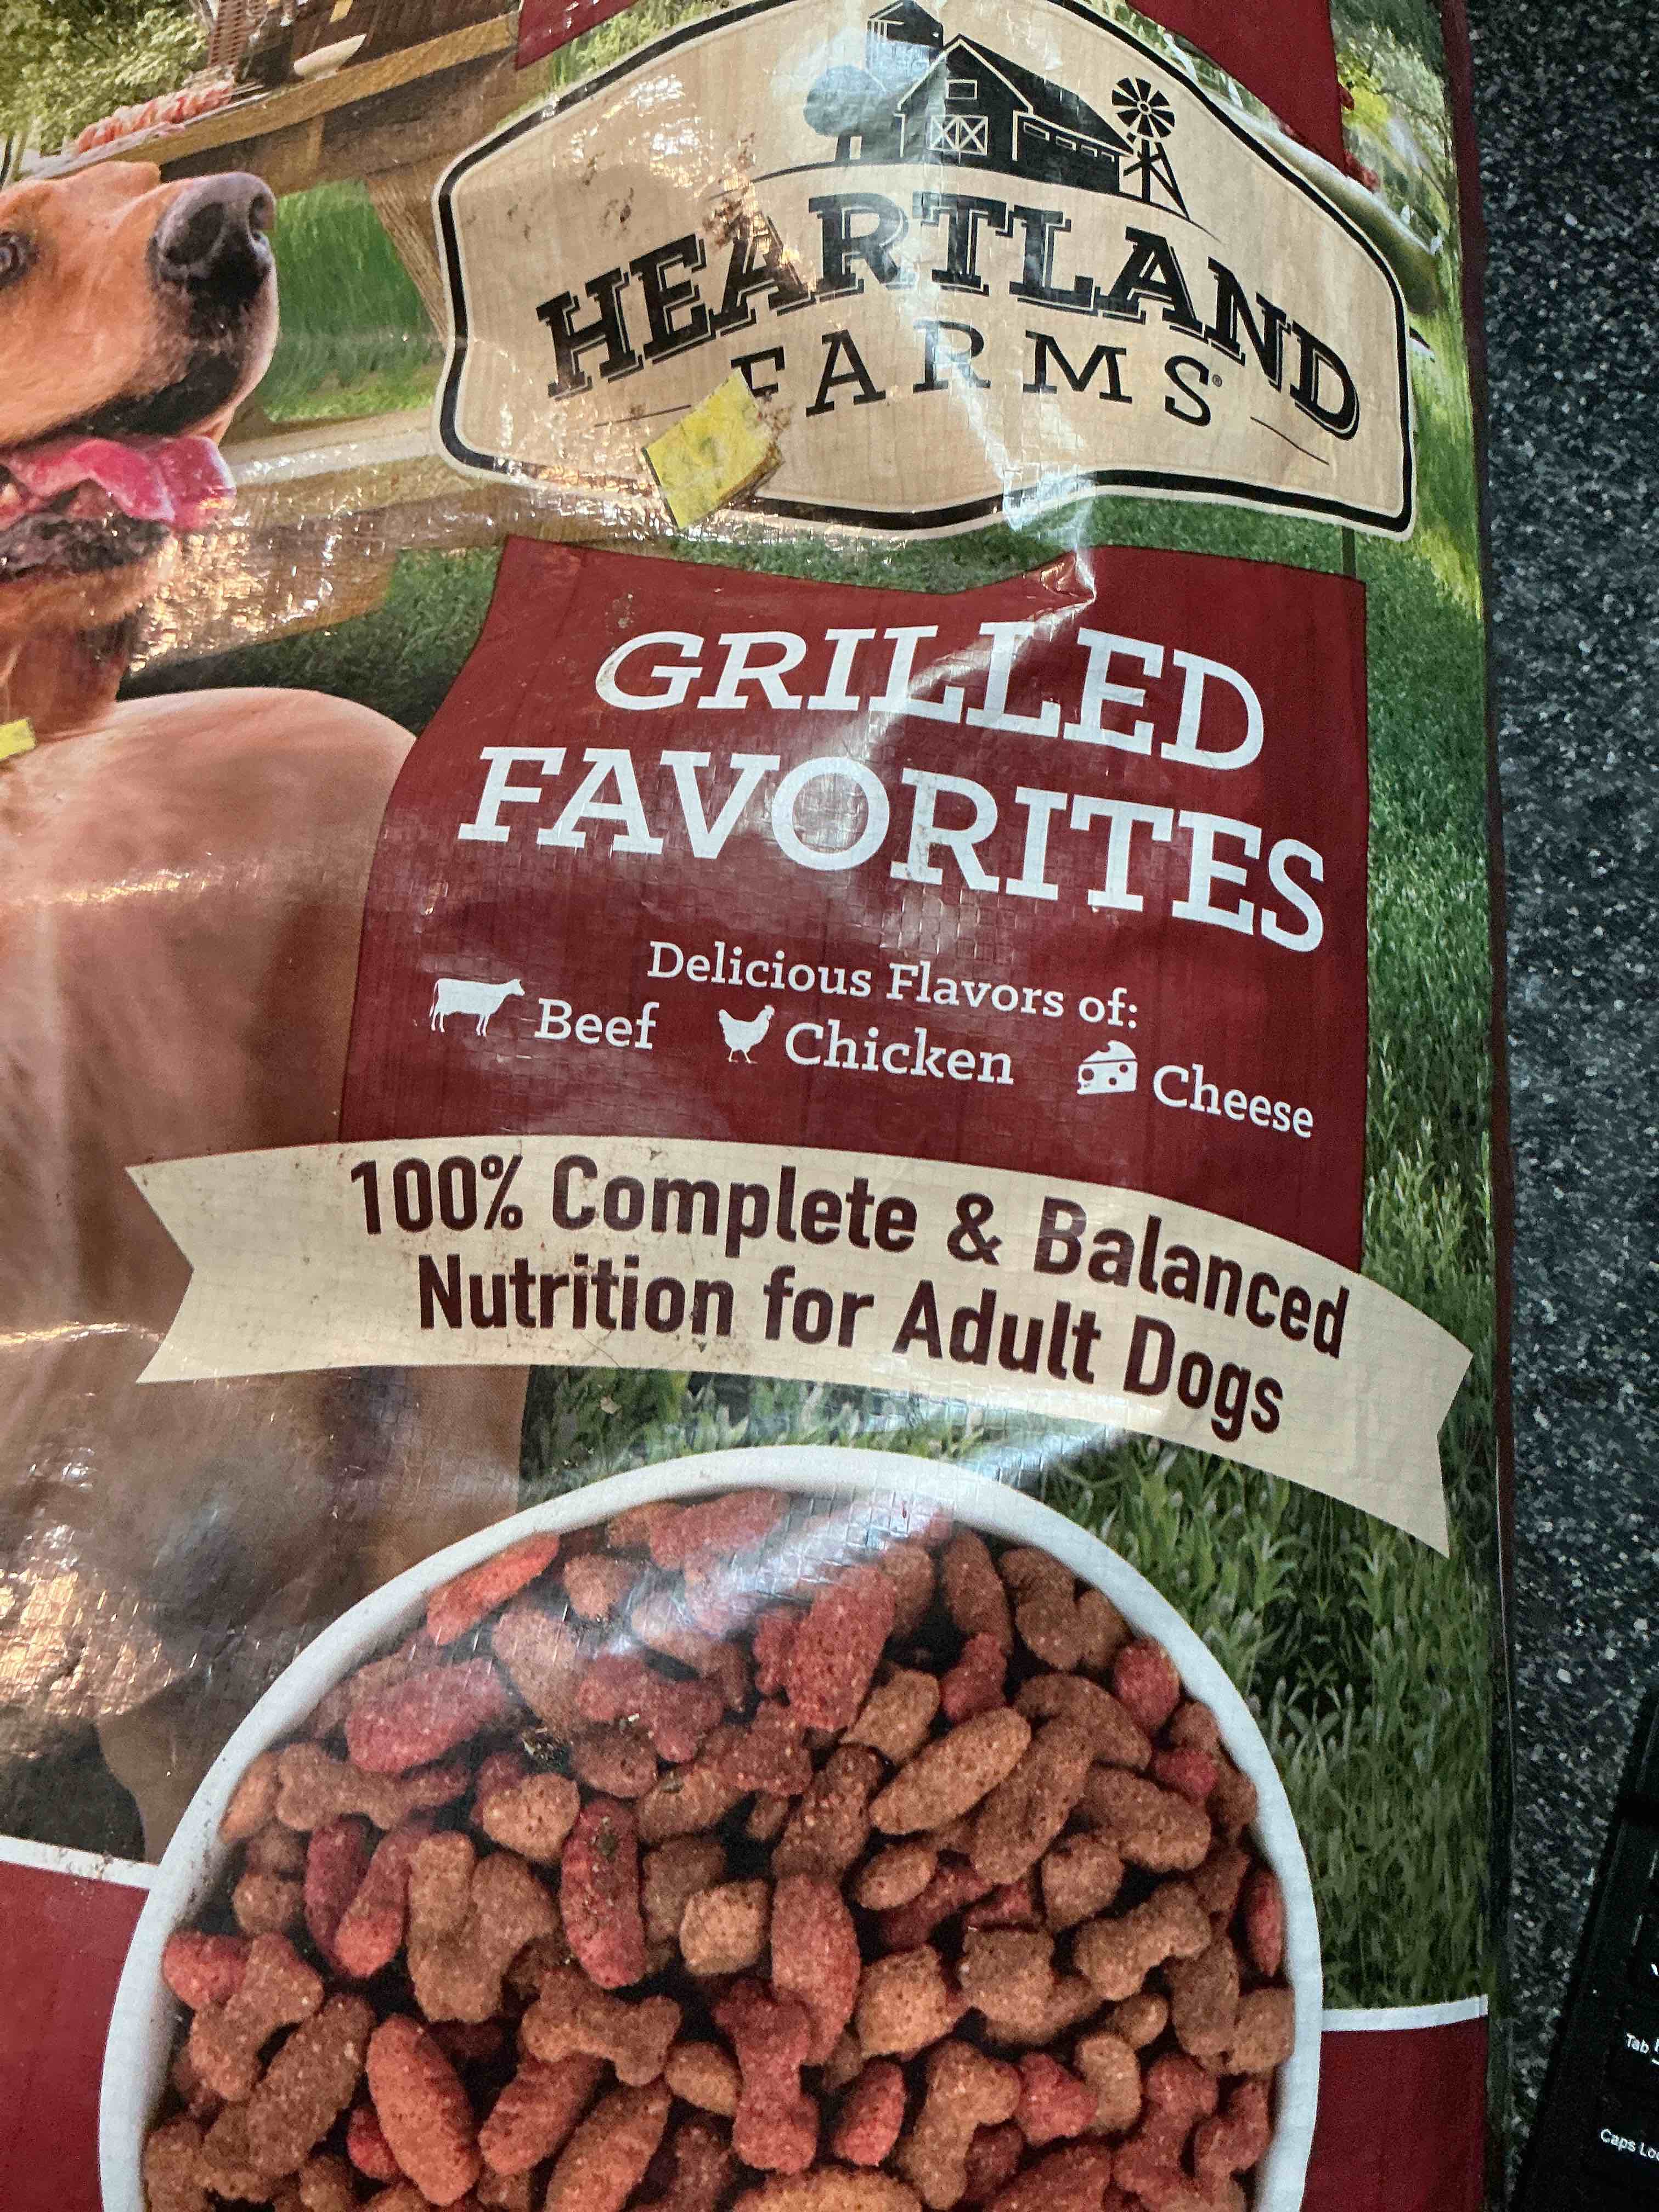 HEARTLAND
FARMS®
GRILLED
FAVORITES
Delicious Flavors of:
Beef Chicken Cheese
100% Complete & Balanced
Nutrition for Adult Dogs
Tab
Caps Lo